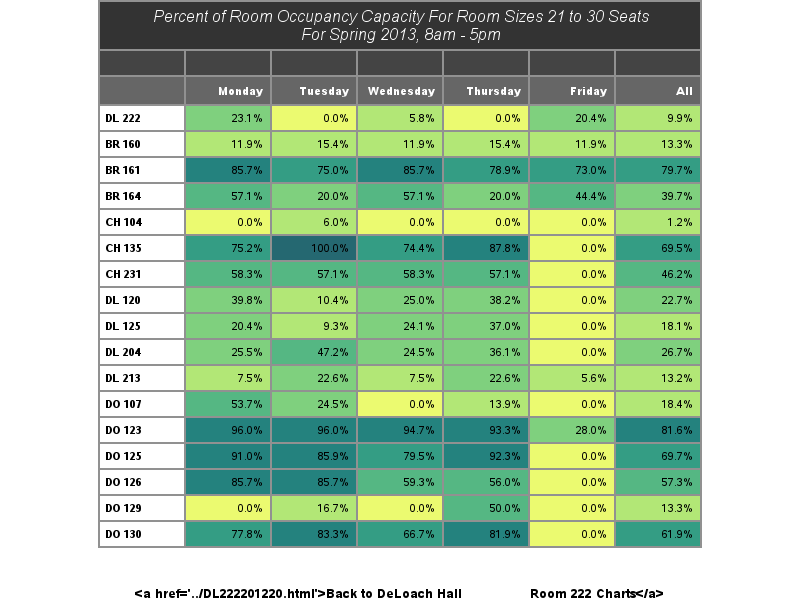 Percent of Room Occupancy Capacity For Room Sizes 21 to 30 Seats
For Spring 2013, 8am - 5pm
Monday Tuesday Wednesday Thursday Friday All
DL 222 23.1% 0.0% 5.8% 0.0% 20.4% 9.9%
BR 160 11.9% 15.4% 11.9% 15.4% 11.9% 13.3%
BR 161 85.7% 75.0% 85.7% 78.9% 73.0% 79.7%
BR 164 57.1% 20.0% 57.1% 20.0% 44.4% 39.7%
CH 104 0.0% 6.0% 0.0% 0.0% 0.0% 1.2%
CH 135 75.2% 100.0% 74.4% 87.8% 0.0% 69.5%
CH 231 58.3% 57.1% 58.3% 57.1% 0.0% 46.2%
DL 120 39.8% 10.4% 25.0% 38.2% 0.0% 22.7%
DL 125 20.4% 9.3% 24.1% 37.0% 0.0% 18.1%
DL 204 25.5% 47.2% 24.5% 36.1% 0.0% 26.7%
DL 213 7.5% 22.6% 7.5% 22.6% 5.6% 13.2%
DO 107 53.7% 24.5% 0.0% 13.9% 0.0% 18.4%
DO 123 96.0% 96.0% 94.7% 93.3% 28.0% 81.6%
DO 125 91.0% 85.9% 79.5% 92.3% 0.0% 69.7%
DO 126 85.7% 85.7% 59.3% 56.0% 0.0% 57.3%
DO 129 0.0% 16.7% 0.0% 50.0% 0.0% 13.3%
DO 130 77.8% 83.3% 66.7% 81.9% 0.0% 61.9%
<a href='../DL222201220.html'>Back to DeLoach Hall Room 222 Charts</a>